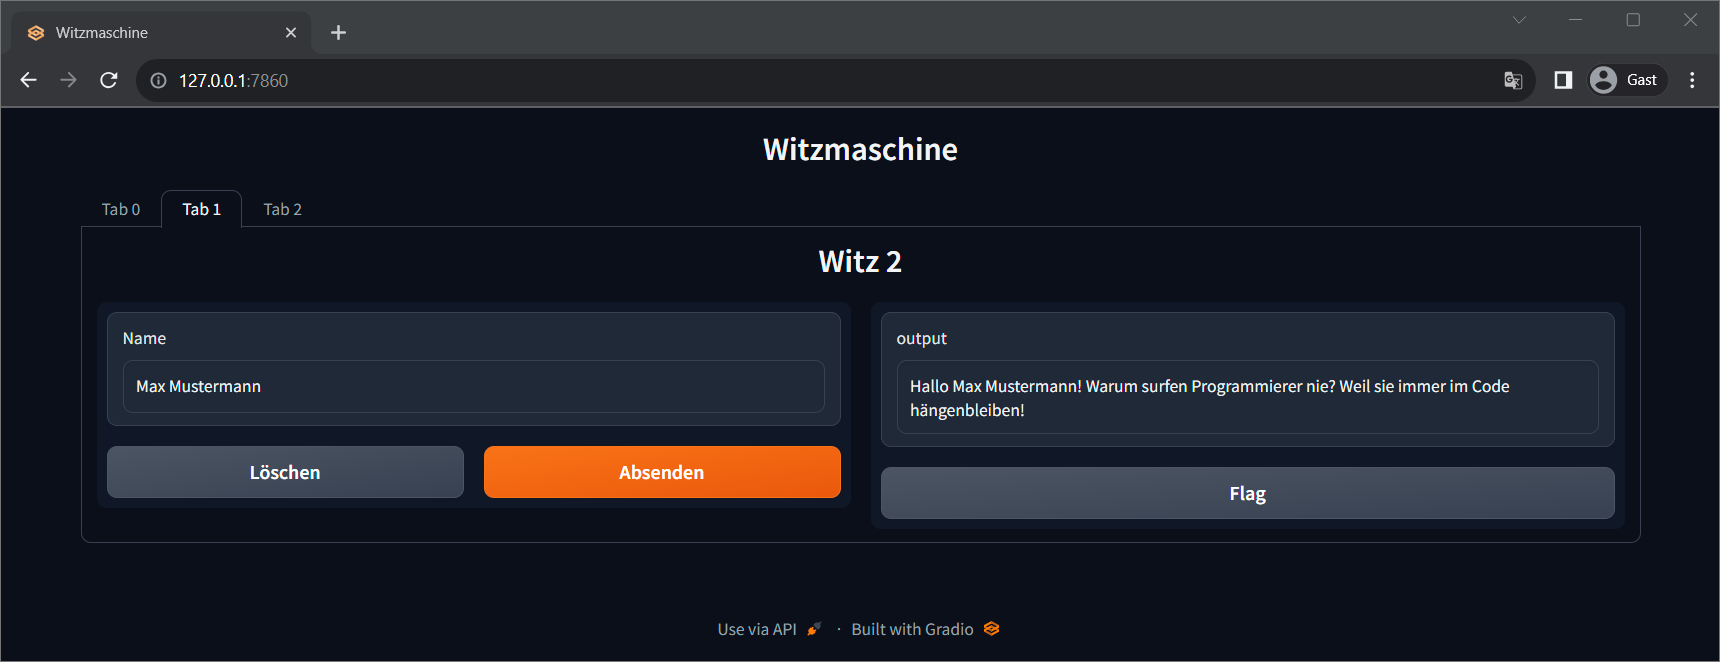 Witzmaschine
127.0.0.1:7860
Gast
Witzmaschine
Tab 0
Tab 1
Tab 2
Witz 2
Name
Max Mustermann
Löschen
Absenden
output
Hallo Max Mustermann! Warum surfen Programmierer nie? Weil sie immer im Code
hängenbleiben!
Flag
Use via API · Built with Gradio